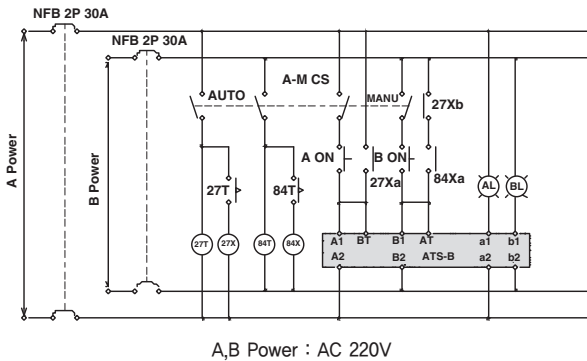 NFB 2P 30A
NFB 2P 30A
A Power
B Power
AUTO
A-M CS
MANU
27Xb
A ON
B ON
27T
84T
27Xa
84Xa
AL
BL
27T
27X
84T
84X
A1 BT B1 AT a1 b1
A2 B2 ATS-B a2 b2
A,B Power : AC 220V